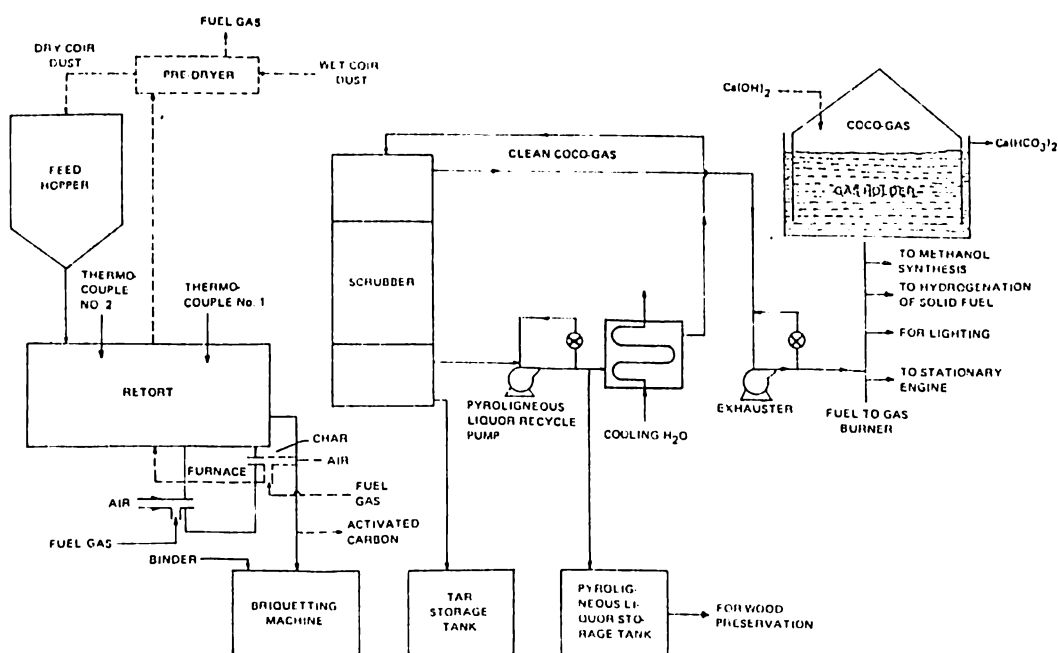 FUEL GAS
DRY COIR
DUST
PRE-DRYER
WET COIR
DUST
FEED
HOPPER
THERMO-
COUPLE
NO. 2
THERMO-
COUPLE No. 1
RETORT
CHAR
AIR
FURNACE
FUEL
GAS
AIR
FUEL GAS
ACTIVATED
CARBON
BINDER
BRIQUETTING
MACHINE
CLEAN COCO-GAS
SCRUBBER
PYROLIGNEOUS
LIQUOR RECYCLE
PUMP
COOLING H2O
TAR
STORAGE
TANK
PYROLIG-
NEOUS LI-
QUOR STO-
RAGE TANK
FOR WOOD
PRESERVATION
EXHAUSTER
Ca(OH)2
COCO-GAS
Ca(HCO3)2
GAS HOLDER
TO METHANOL
SYNTHESIS
TO HYDROGENATION
OF SOLID FUEL
FOR LIGHTING
TO STATIONARY
ENGINE
FUEL TO GAS
BURNER